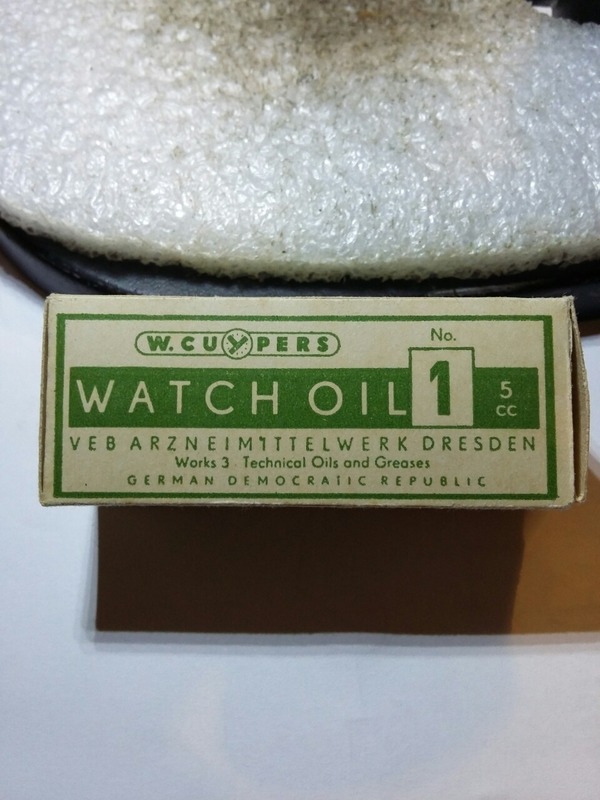 W. CUYPERS
No.
WATCH OIL 1 5
CC
VEB ARZNEIMITTELWERK DRESDEN
Works 3 Technical Oils and Greases
GERMAN DEMOCRATIC REPUBLIC